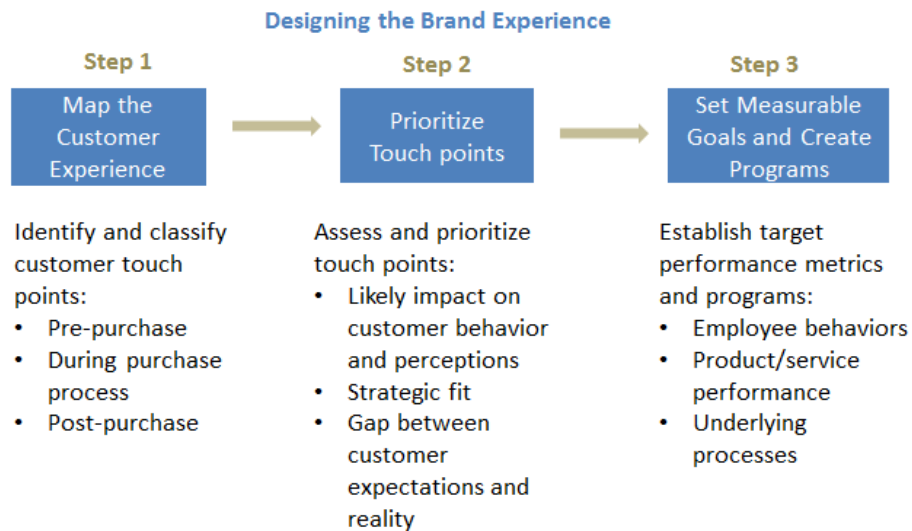 Designing the Brand Experience
Step 1
Map the
Customer
Experience
Step 2
Prioritize
Touch points
Step 3
Set Measurable
Goals and Create
Programs
Identify and classify
customer touch
points:
• Pre-purchase
• During purchase
process
• Post-purchase
Assess and prioritize
touch points:
• Likely impact on
customer behavior
and perceptions
• Strategic fit
• Gap between
customer
expectations and
reality
Establish target
performance metrics
and programs:
• Employee behaviors
• Product/service
performance
• Underlying
processes